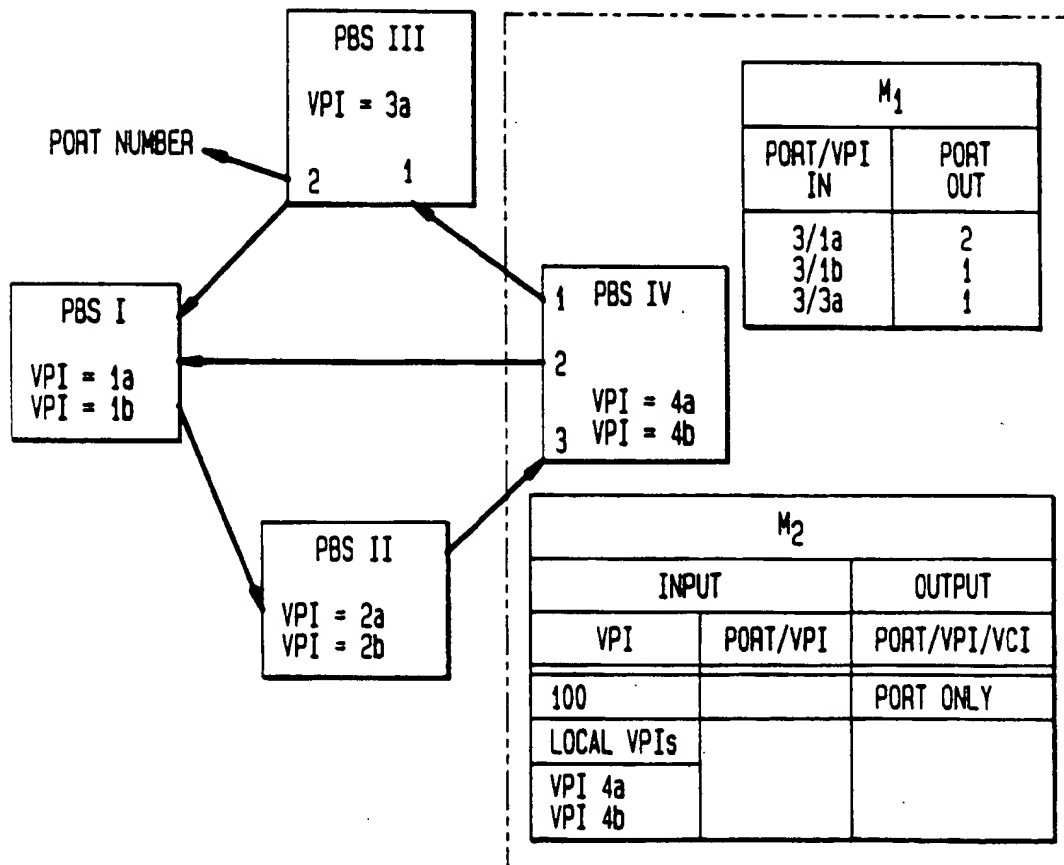 PBS III
VPI = 3a
PORT NUMBER
2 1
M1
PORT/VPI IN PORT OUT
3/1a 2
3/1b 1
3/3a 1
PBS I
VPI = 1a
VPI = 1b
1 PBS IV
2
VPI = 4a
3 VPI = 4b
PBS II
VPI = 2a
VPI = 2b
M2
INPUT OUTPUT
VPI PORT/VPI PORT/VPI/VCI
100 PORT ONLY
LOCAL VPIs
VPI 4a
VPI 4b